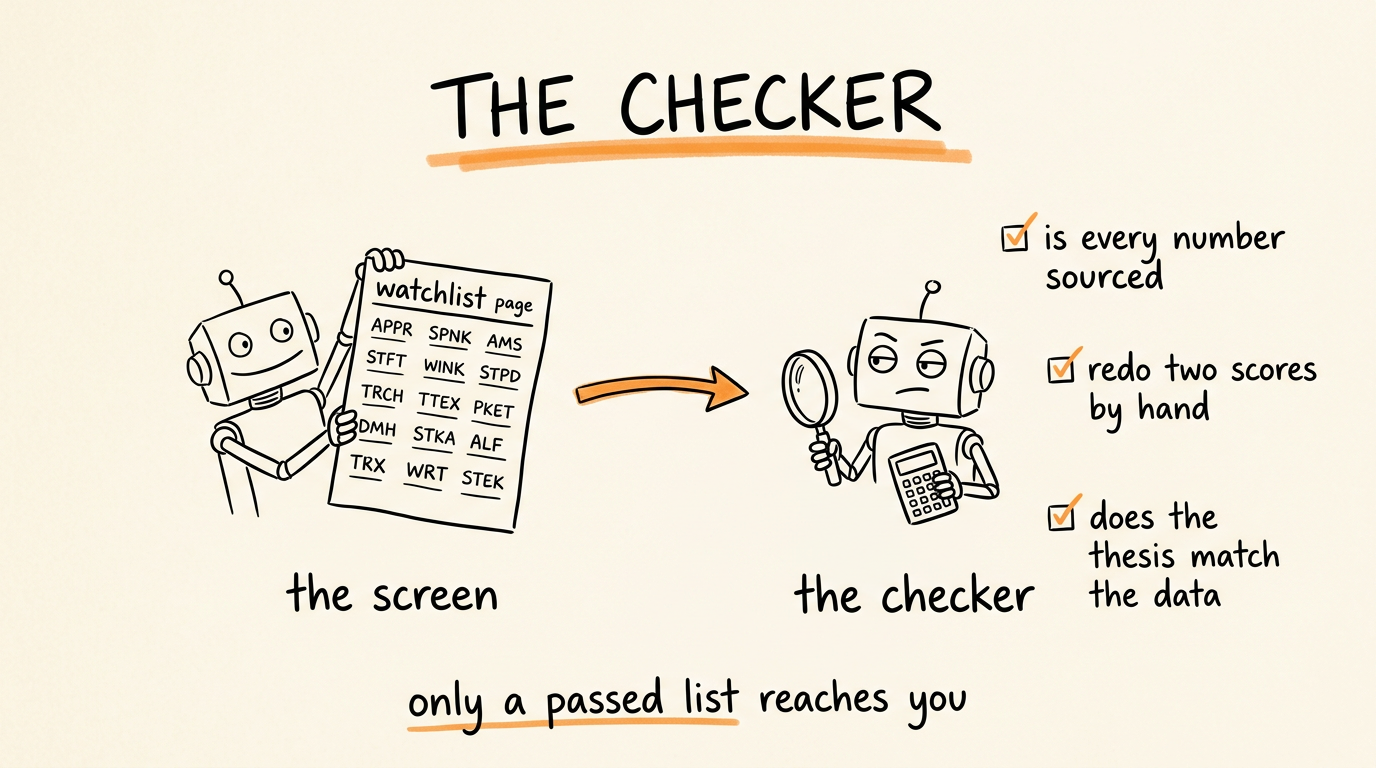 THE CHECKER
watchlist page
APPR SPNK AMS
STFT WINK STPD
TRCH TTEX PKET
DMH STKA ALF
TRX WRT STEK
the screen
the checker
is every number
sourced
redo two scores
by hand
does the
thesis match
the data
only a passed list reaches you